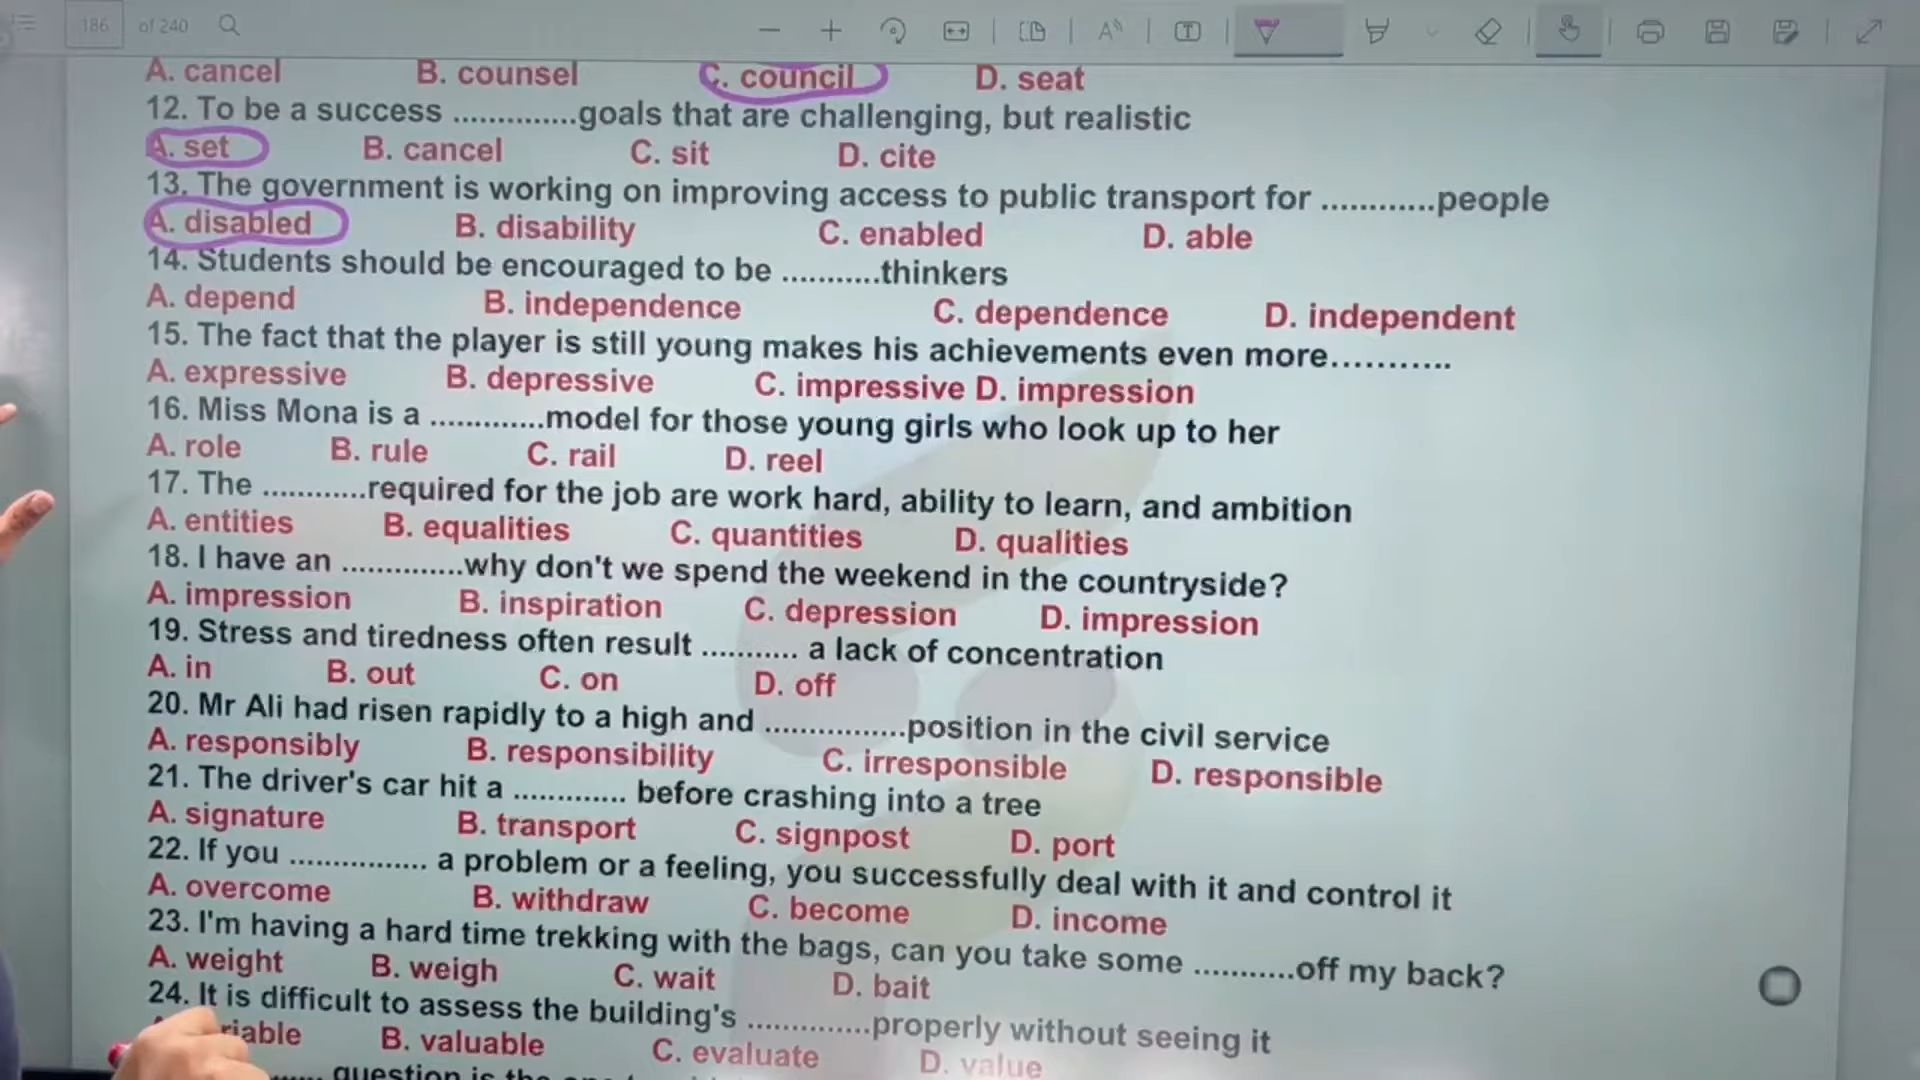 186 of 240
A. cancel B. counsel C. council D. seat
12. To be a success ..............goals that are challenging, but realistic
A. set B. cancel C. sit D. cite
13. The government is working on improving access to public transport for ............people
A. disabled B. disability C. enabled D. able
14. Students should be encouraged to be ...........thinkers
A. depend B. independence C. dependence D. independent
15. The fact that the player is still young makes his achievements even more…………
A. expressive B. depressive C. impressive D. impression
16. Miss Mona is a .............model for those young girls who look up to her
A. role B. rule C. rail D. reel
17. The ............required for the job are work hard, ability to learn, and ambition
A. entities B. equalities C. quantities D. qualities
18. I have an ..............why don't we spend the weekend in the countryside?
A. impression B. inspiration C. depression D. impression
19. Stress and tiredness often result ........... a lack of concentration
A. in B. out C. on D. off
20. Mr Ali had risen rapidly to a high and ................position in the civil service
A. responsibly B. responsibility C. irresponsible D. responsible
21. The driver's car hit a ............. before crashing into a tree
A. signature B. transport C. signpost D. port
22. If you ................ a problem or a feeling, you successfully deal with it and control it
A. overcome B. withdraw C. become D. income
23. I'm having a hard time trekking with the bags, can you take some ...........off my back?
A. weight B. weigh C. wait D. bait
24. It is difficult to assess the building's ..............properly without seeing it
B. valuable C. evaluate D. value
question is the